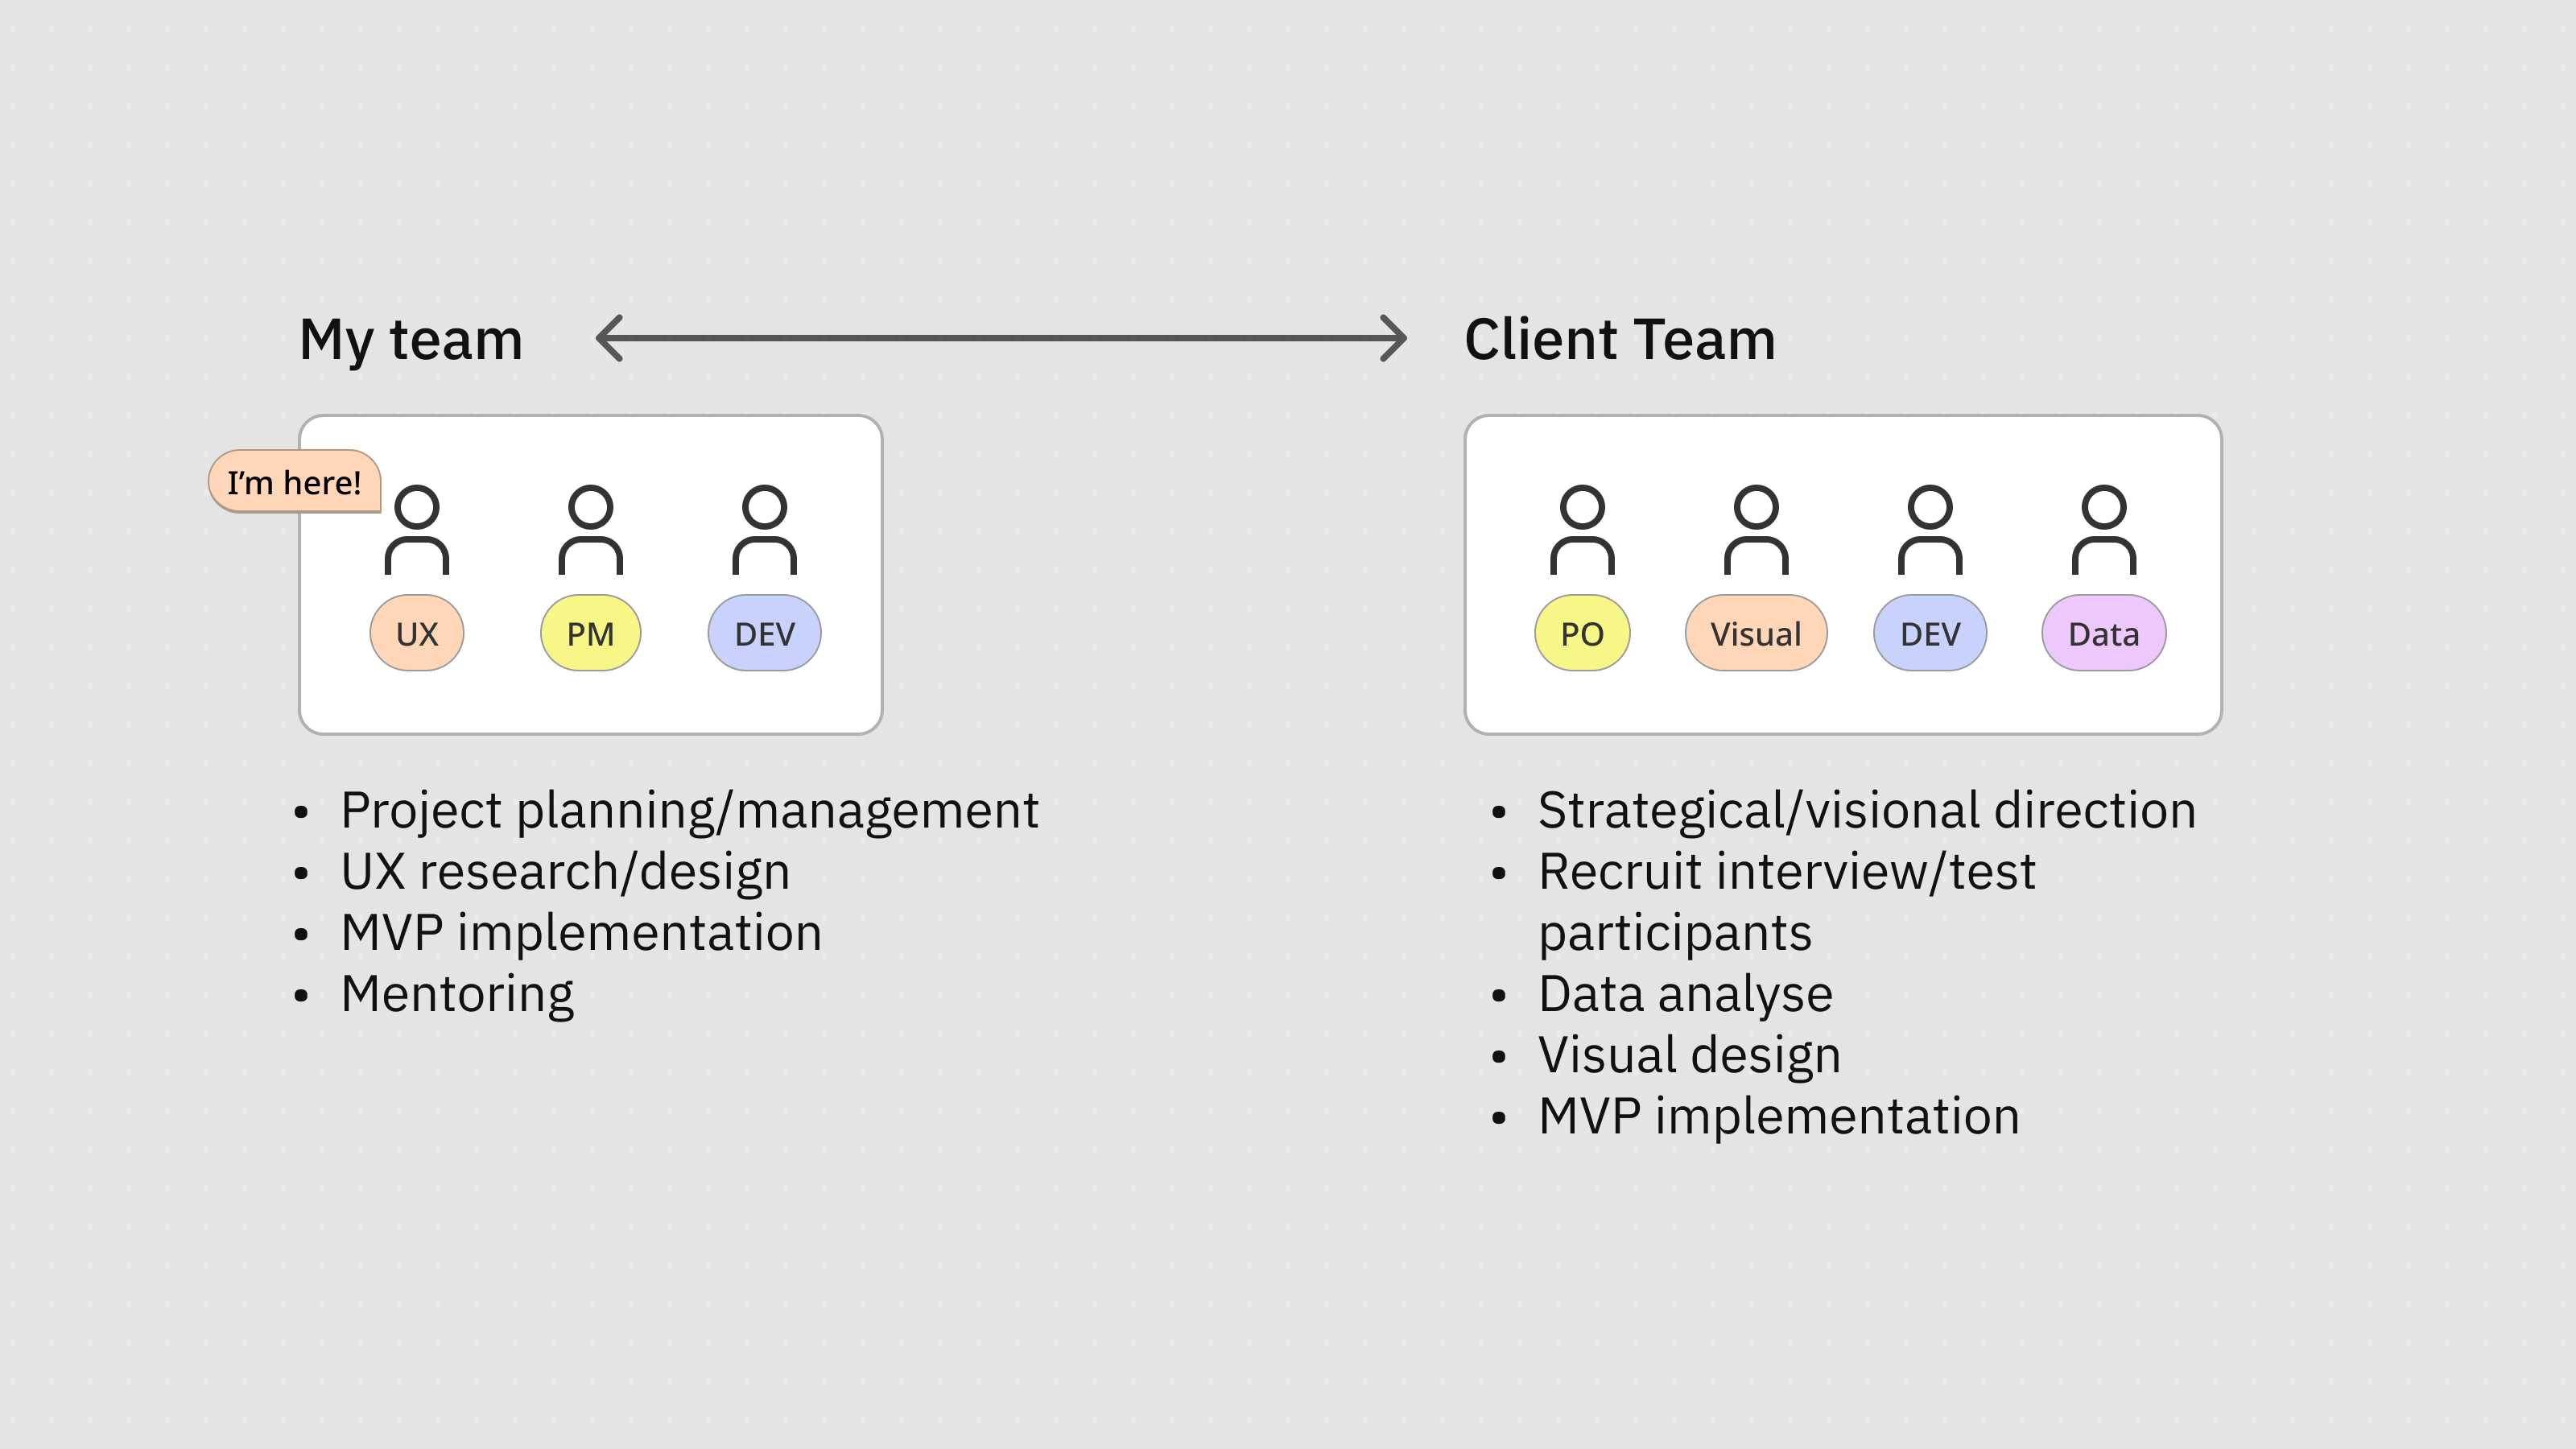 My team
Client Team
I’m here!
UX
PM
DEV
PO
Visual
DEV
Data
• Project planning/management
• UX research/design
• MVP implementation
• Mentoring
• Strategical/visional direction
• Recruit interview/test
participants
• Data analyse
• Visual design
• MVP implementation